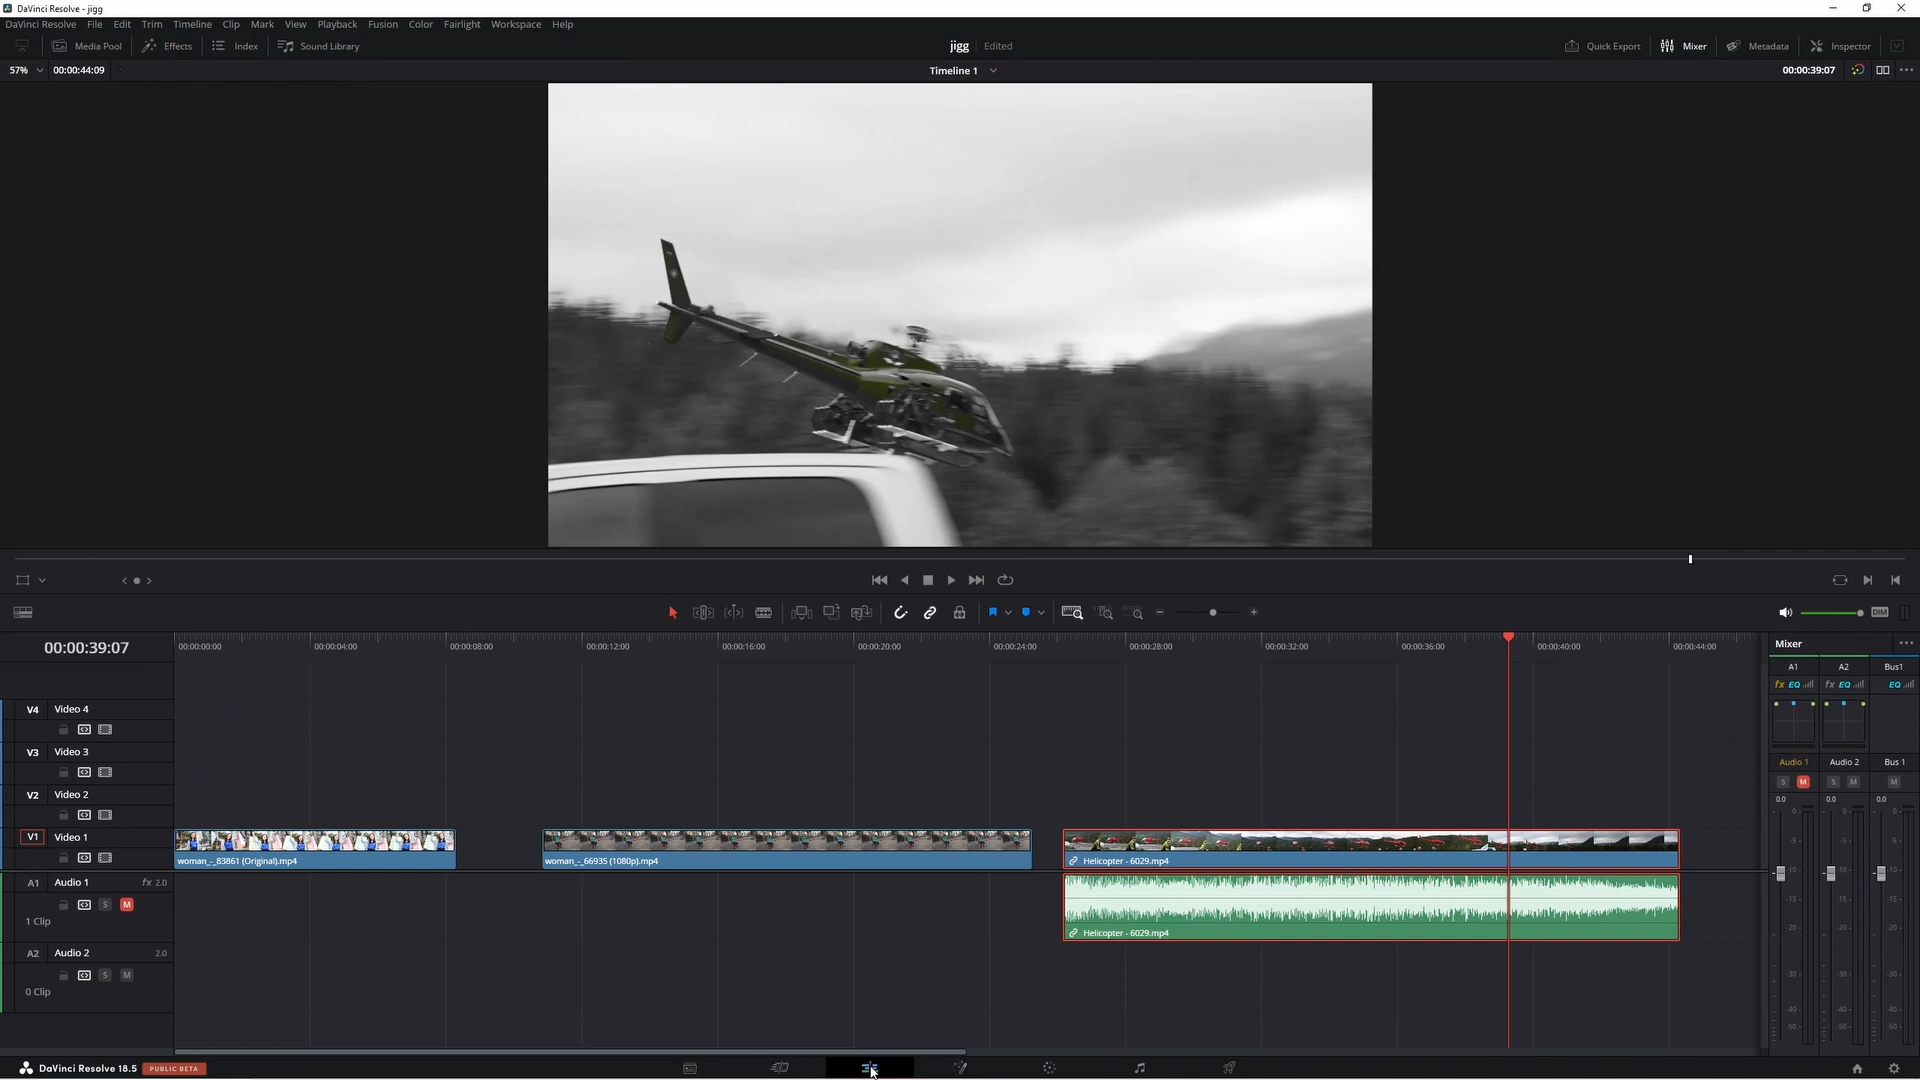 DaVinci Resolve - jigg
DaVinci Resolve File Edit Trim Timeline Clip Mark View Playback Fusion Color Fairlight Workspace Help
Media Pool Effects Index Sound Library jigg Edited Quick Export Mixer Metadata Inspector
57% 00:00:44:09 Timeline 1 00:00:39:07
DIM
00:00:39:07 00:00:00:00 00:00:04:00 00:00:08:00 00:00:12:00 00:00:16:00 00:00:20:00 00:00:24:00 00:00:28:00 00:00:32:00 00:00:36:00 00:00:40:00 00:00:44:00 Mixer
A1 A2 Bus1
fx EQ fx EQ EQ
V4 Video 4
V3 Video 3
Audio 1 Audio 2 Bus 1
S M S M M
V2 Video 2
0.0 0.0 0.0
V1 Video 1
woman_-_83861 (Original).mp4 woman_-_66935 (1080p).mp4 Helicopter - 6029.mp4
A1 Audio 1 fx 2.0
S M
1 Clip
Helicopter - 6029.mp4
A2 Audio 2 2.0
S M
0 Clip
DaVinci Resolve 18.5 PUBLIC BETA